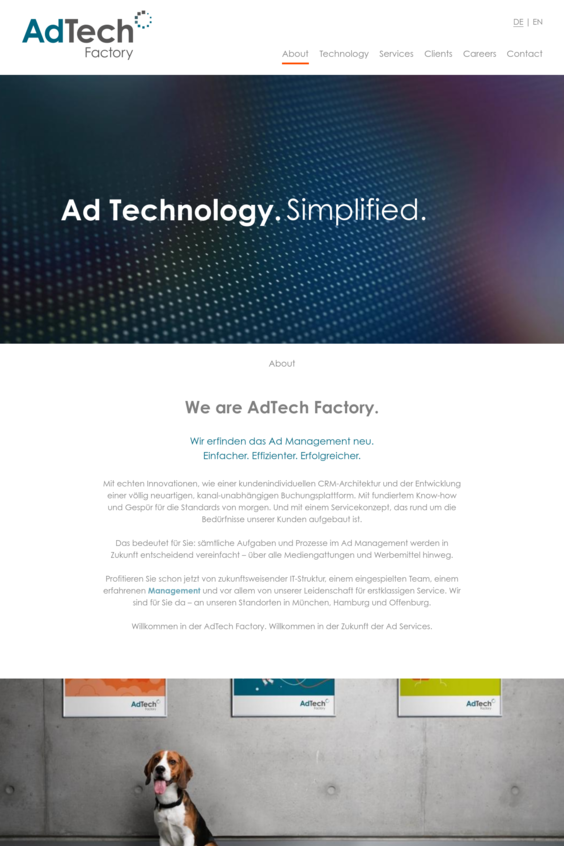 AdTech
Factory
DE | EN
About Technology Services Clients Careers Contact
Ad Technology. Simplified.
About
We are AdTech Factory.
Wir erfinden das Ad Management neu.
Einfacher. Effizienter. Erfolgreicher.
Mit echten Innovationen, wie einer kundenindividuellen CRM-Architektur und der Entwicklung
einer völlig neuartigen, kanal-unabhängigen Buchungsplattform. Mit fundiertem Know-how
und Gespür für die Standards von morgen. Und mit einem Servicekonzept, das rund um die
Bedürfnisse unserer Kunden aufgebaut ist.
Das bedeutet für Sie: sämtliche Aufgaben und Prozesse im Ad Management werden in
Zukunft entscheidend vereinfacht – über alle Mediengattungen und Werbemittel hinweg.
Profitieren Sie schon jetzt von zukunftsweisender IT-Struktur, einem eingespielten Team, einem
erfahrenen Management und vor allem von unserer Leidenschaft für erstklassigen Service. Wir
sind für Sie da – an unseren Standorten in München, Hamburg und Offenburg.
Willkommen in der AdTech Factory. Willkommen in der Zukunft der Ad Services.
AdTech
Factory
AdTech
Factory
AdTech
Factory